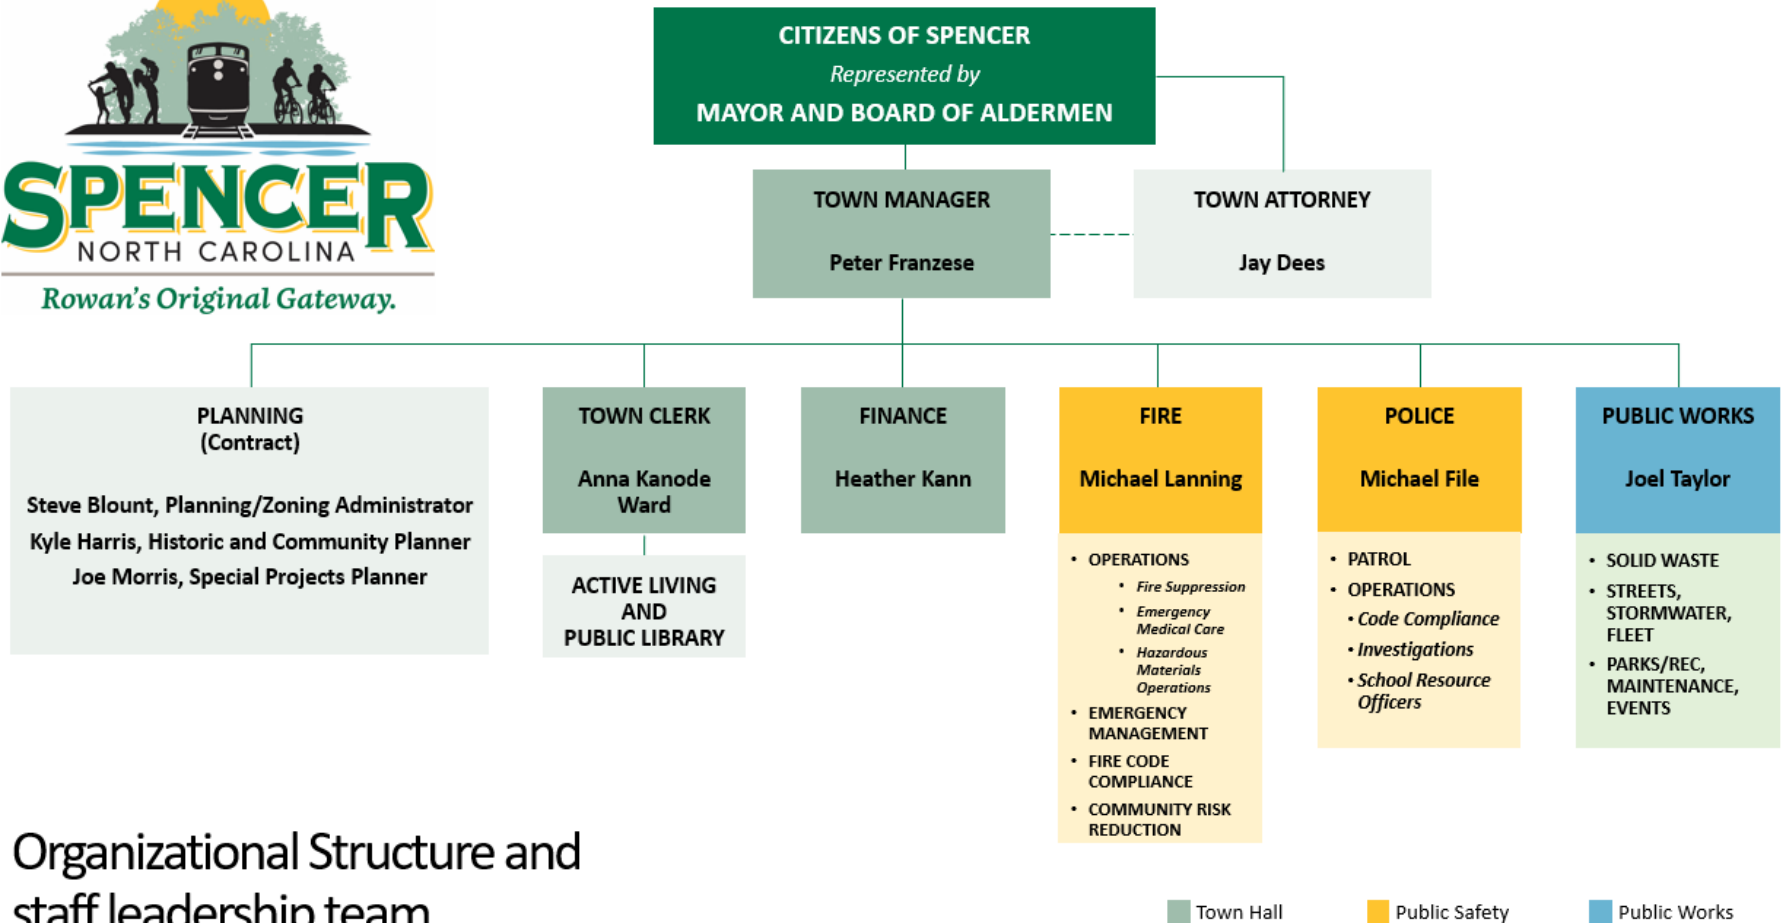 SPENCER
NORTH CAROLINA
Rowan's Original Gateway.
CITIZENS OF SPENCER
Represented by
MAYOR AND BOARD OF ALDERMEN
TOWN MANAGER
Peter Franzese
TOWN ATTORNEY
Jay Dees
PLANNING
(Contract)
Steve Blount, Planning/Zoning Administrator
Kyle Harris, Historic and Community Planner
Joe Morris, Special Projects Planner
TOWN CLERK
Anna Kanode
Ward
ACTIVE LIVING
AND
PUBLIC LIBRARY
FINANCE
Heather Kann
FIRE
Michael Lanning
• OPERATIONS
• Fire Suppression
• Emergency
Medical Care
• Hazardous
Materials
Operations
• EMERGENCY
MANAGEMENT
• FIRE CODE
COMPLIANCE
• COMMUNITY RISK
REDUCTION
POLICE
Michael File
• PATROL
• OPERATIONS
• Code Compliance
• Investigations
• School Resource
Officers
PUBLIC WORKS
Joel Taylor
• SOLID WASTE
• STREETS,
STORMWATER,
FLEET
• PARKS/REC,
MAINTENANCE,
EVENTS
Organizational Structure and
staff leadership team
Town Hall
Public Safety
Public Works